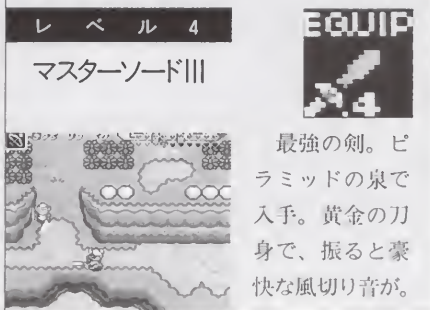 レベル4
マスターソードIII
EQUIP
L.4
最強の剣。ピ
ラミッドの泉で
入手。黄金の刀
身で、振ると豪
快な風切り音が。